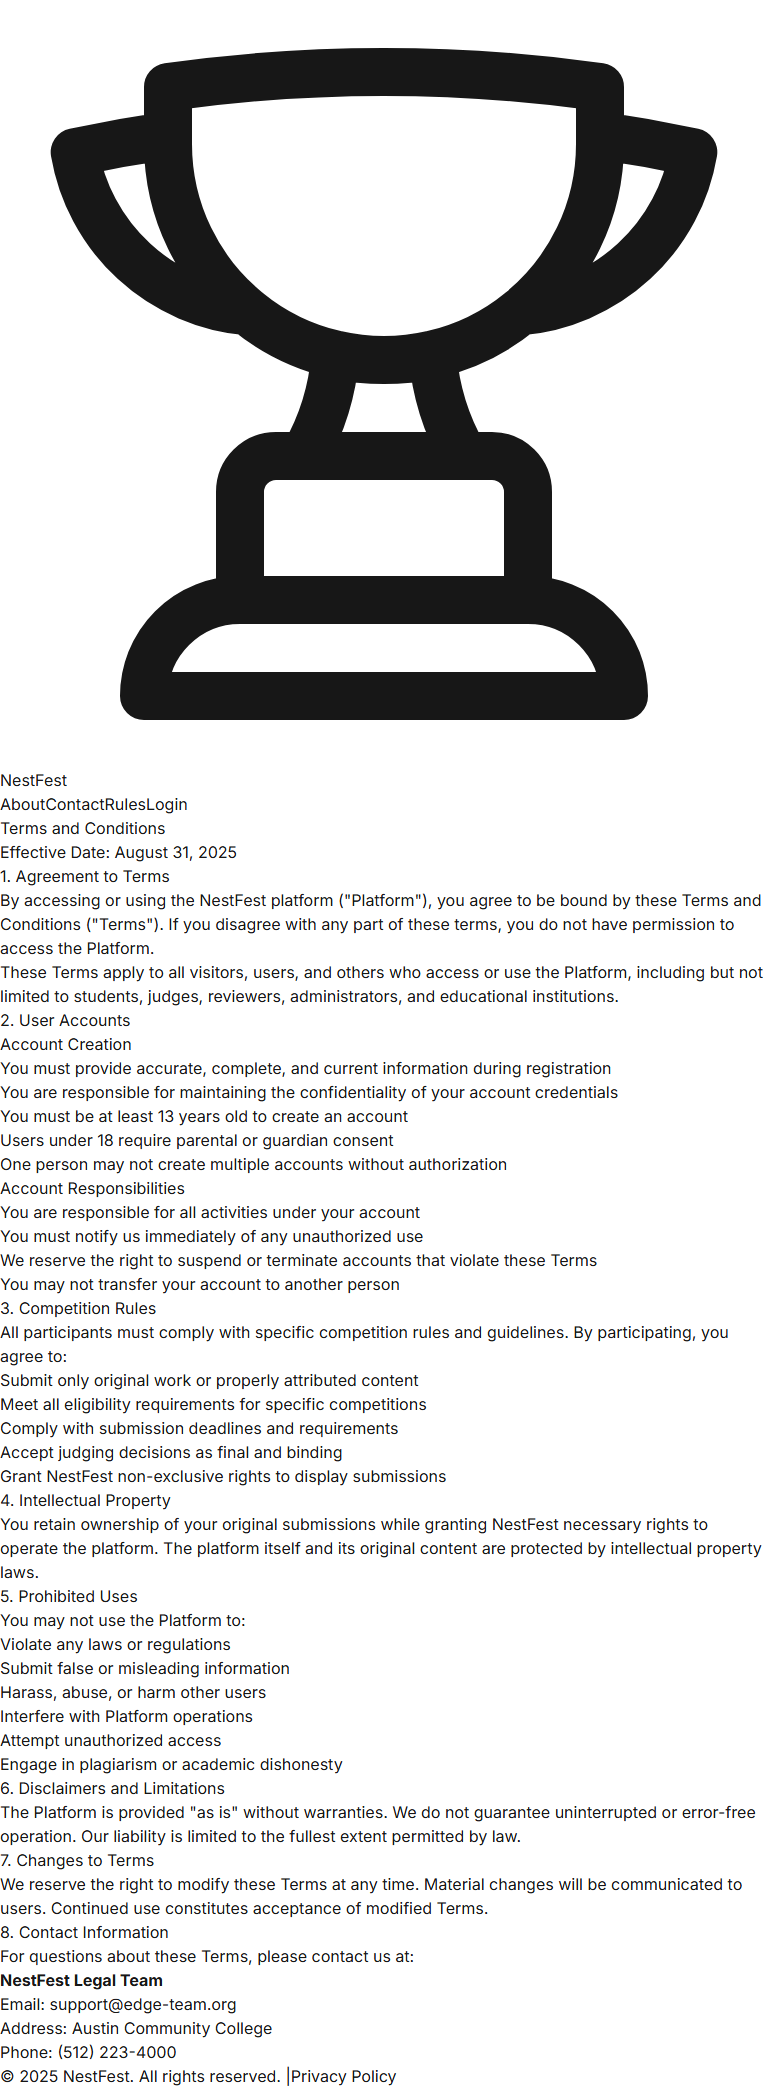 NestFest
AboutContactRulesLogin
Terms and Conditions
Effective Date: August 31, 2025
1. Agreement to Terms
By accessing or using the NestFest platform ("Platform"), you agree to be bound by these Terms and
Conditions ("Terms"). If you disagree with any part of these terms, you do not have permission to
access the Platform.
These Terms apply to all visitors, users, and others who access or use the Platform, including but not
limited to students, judges, reviewers, administrators, and educational institutions.
2. User Accounts
Account Creation
You must provide accurate, complete, and current information during registration
You are responsible for maintaining the confidentiality of your account credentials
You must be at least 13 years old to create an account
Users under 18 require parental or guardian consent
One person may not create multiple accounts without authorization
Account Responsibilities
You are responsible for all activities under your account
You must notify us immediately of any unauthorized use
We reserve the right to suspend or terminate accounts that violate these Terms
You may not transfer your account to another person
3. Competition Rules
All participants must comply with specific competition rules and guidelines. By participating, you
agree to:
Submit only original work or properly attributed content
Meet all eligibility requirements for specific competitions
Comply with submission deadlines and requirements
Accept judging decisions as final and binding
Grant NestFest non-exclusive rights to display submissions
4. Intellectual Property
You retain ownership of your original submissions while granting NestFest necessary rights to
operate the platform. The platform itself and its original content are protected by intellectual property
laws.
5. Prohibited Uses
You may not use the Platform to:
Violate any laws or regulations
Submit false or misleading information
Harass, abuse, or harm other users
Interfere with Platform operations
Attempt unauthorized access
Engage in plagiarism or academic dishonesty
6. Disclaimers and Limitations
The Platform is provided "as is" without warranties. We do not guarantee uninterrupted or error-free
operation. Our liability is limited to the fullest extent permitted by law.
7. Changes to Terms
We reserve the right to modify these Terms at any time. Material changes will be communicated to
users. Continued use constitutes acceptance of modified Terms.
8. Contact Information
For questions about these Terms, please contact us at:
NestFest Legal Team
Email: support@edge-team.org
Address: Austin Community College
Phone: (512) 223-4000
© 2025 NestFest. All rights reserved. |Privacy Policy